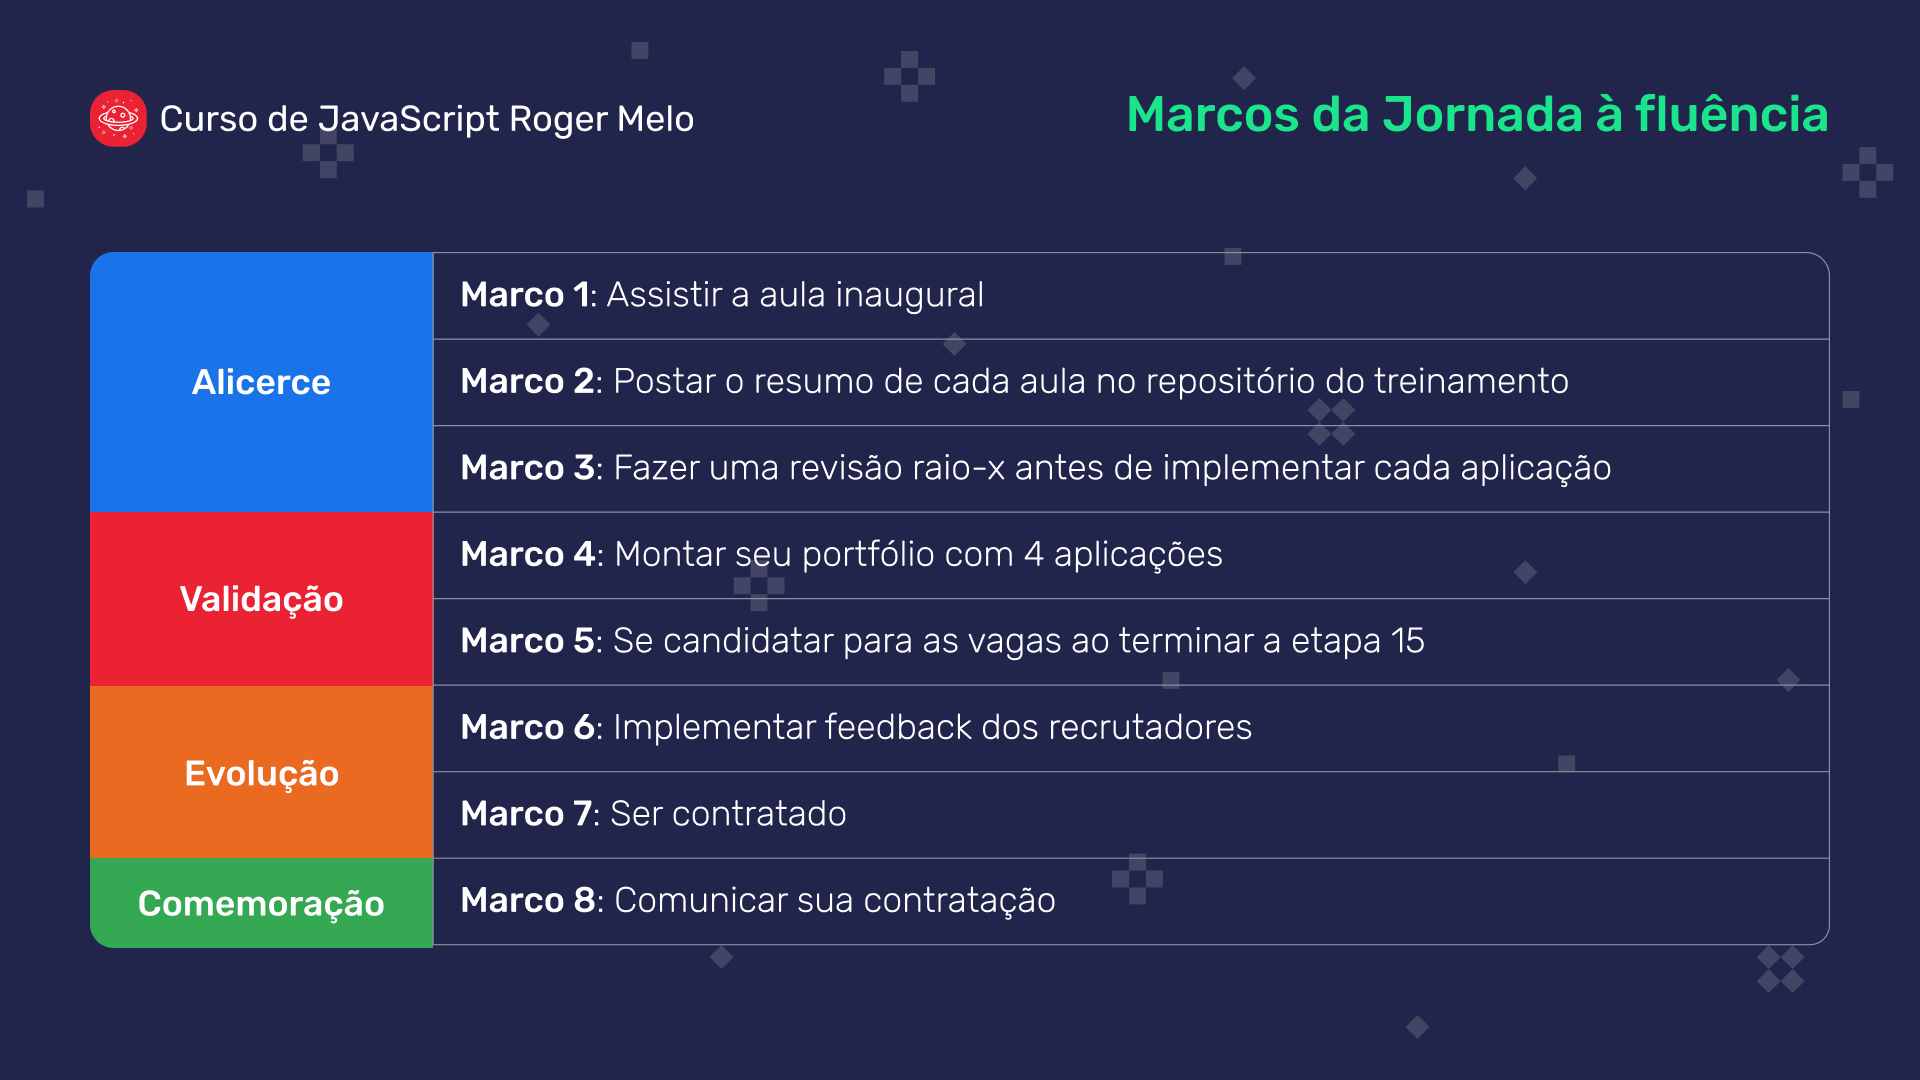 Curso de JavaScript Roger Melo
Marcos da Jornada à fluência
Alicerce
Marco 1: Assistir a aula inaugural
Marco 2: Postar o resumo de cada aula no repositório do treinamento
Marco 3: Fazer uma revisão raio-x antes de implementar cada aplicação
Validação
Marco 4: Montar seu portfólio com 4 aplicações
Marco 5: Se candidatar para as vagas ao terminar a etapa 15
Evolução
Marco 6: Implementar feedback dos recrutadores
Marco 7: Ser contratado
Comemoração
Marco 8: Comunicar sua contratação